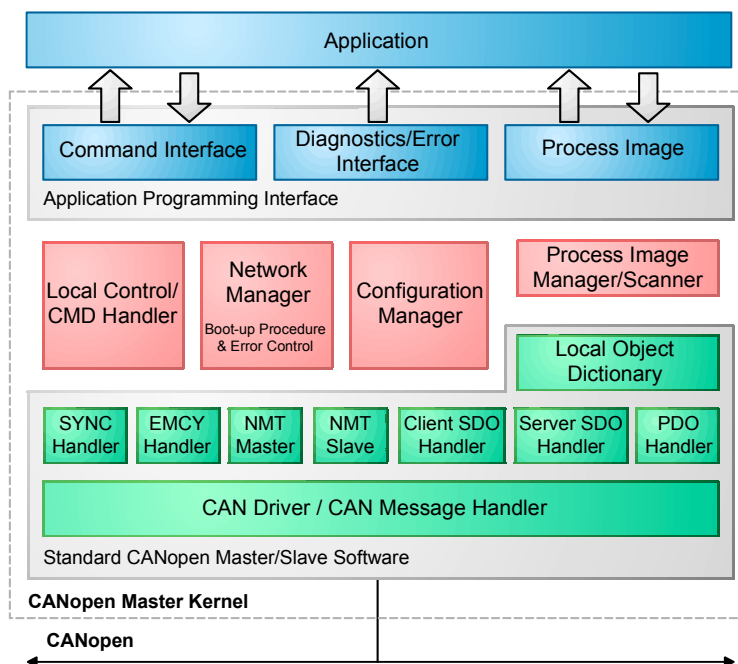 Application
Command Interface
Diagnostics/Error
Interface
Process Image
Application Programming Interface
Local Control/
CMD Handler
Network
Manager
Boot-up Procedure
& Error Control
Configuration
Manager
Process Image
Manager/Scanner
Local Object
Dictionary
SYNC
Handler
EMCY
Handler
NMT
Master
NMT
Slave
Client SDO
Handler
Server SDO
Handler
PDO
Handler
CAN Driver / CAN Message Handler
Standard CANopen Master/Slave Software
CANopen Master Kernel
CANopen